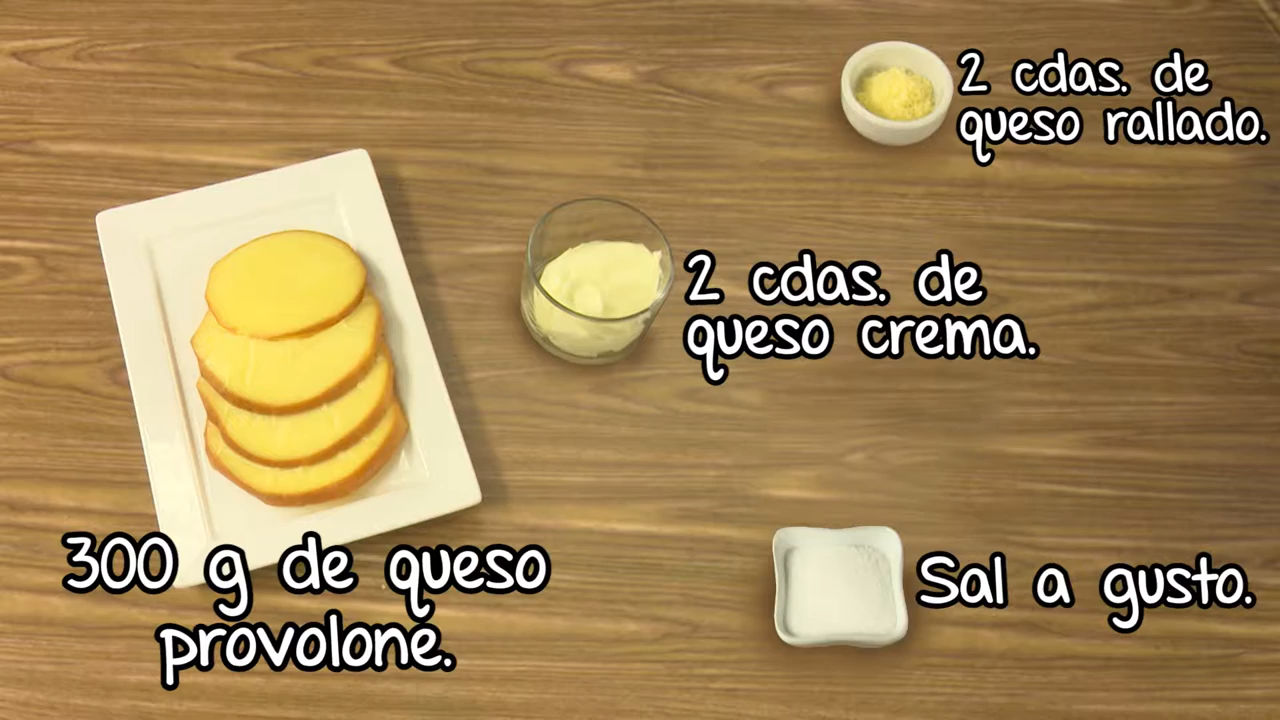 2 cdas. de
queso rallado.
2 cdas. de
queso crema.
300 g de queso
provolone.
Sal a gusto.